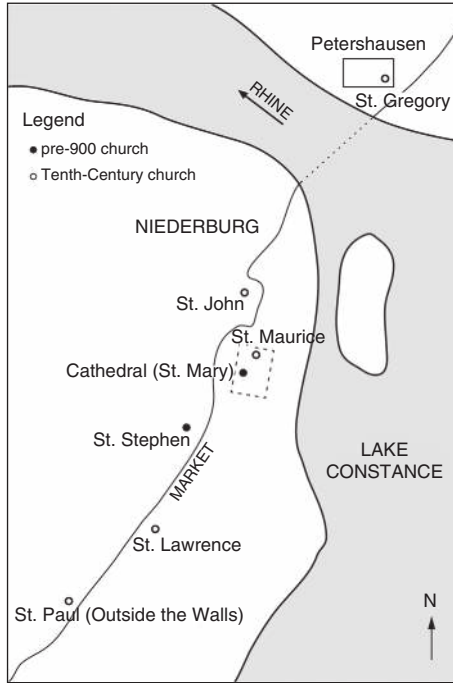 Petershausen
St. Gregory
RHINE
Legend
pre-900 church
Tenth-Century church
NIEDERBURG
St. John
St. Maurice
Cathedral (St. Mary)
St. Stephen
MARKET
LAKE
CONSTANCE
St. Lawrence
St. Paul (Outside the Walls)
N